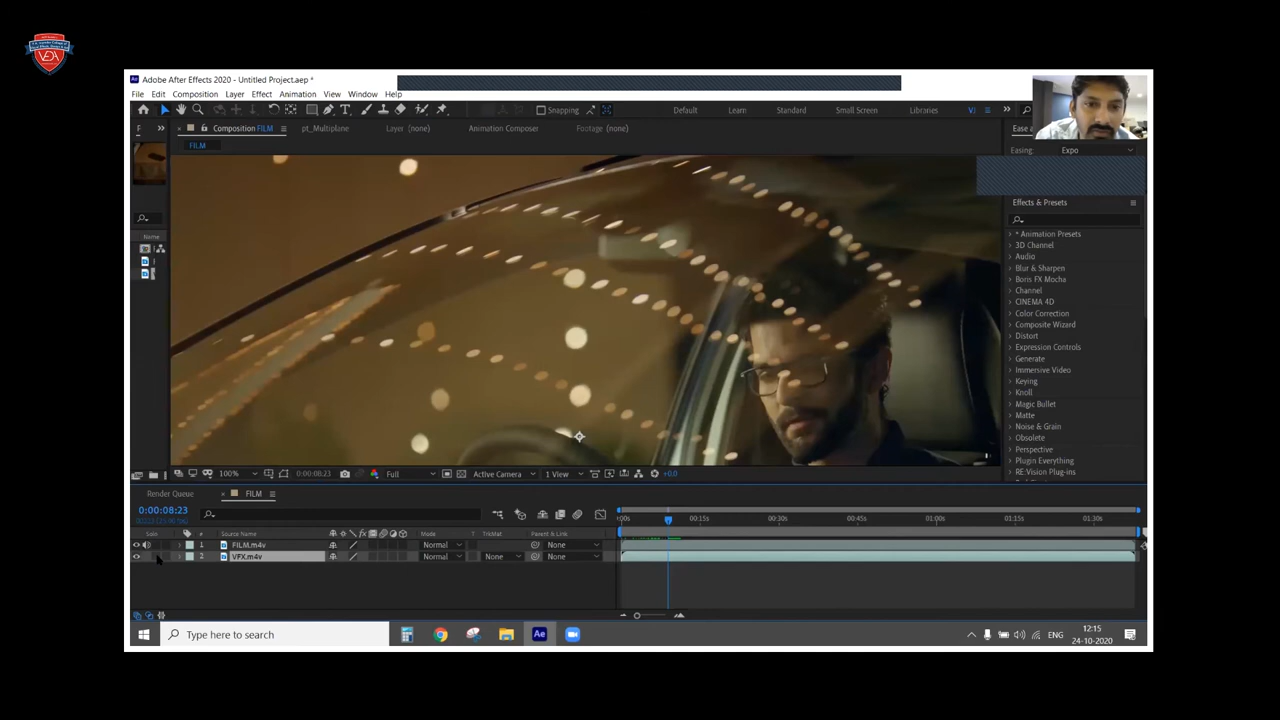 VEDA
Adobe After Effects 2020 - Untitled Project.aep *
File Edit Composition Layer Effect Animation View Window Help
Snapping Default Learn Standard Small Screen Libraries
F Composition FILM pt_Multiplane Layer (none) Animation Composer Footage (none)
FILM
Easing: Expo
Effects & Presets
* Animation Presets
3D Channel
Audio
Blur & Sharpen
Boris FX Mocha
Channel
CINEMA 4D
Color Correction
Composite Wizard
Distort
Expression Controls
Generate
Immersive Video
Keying
Knoll
Magic Bullet
Matte
Noise & Grain
Obsolete
Perspective
Plugin Everything
RE:Vision Plug-ins
Name
100% 0:00:08:23 Full Active Camera 1 View +0.0
Render Queue FILM
0:00:08:23
:00s 00:15s 00:30s 00:45s 01:00s 01:15s 01:30s
Solo # Source Name Mode T TrkMat Parent & Link
1 FILM.m4v Normal None
2 VFX.m4v Normal None None
Type here to search
ENG
12:15
24-10-2020